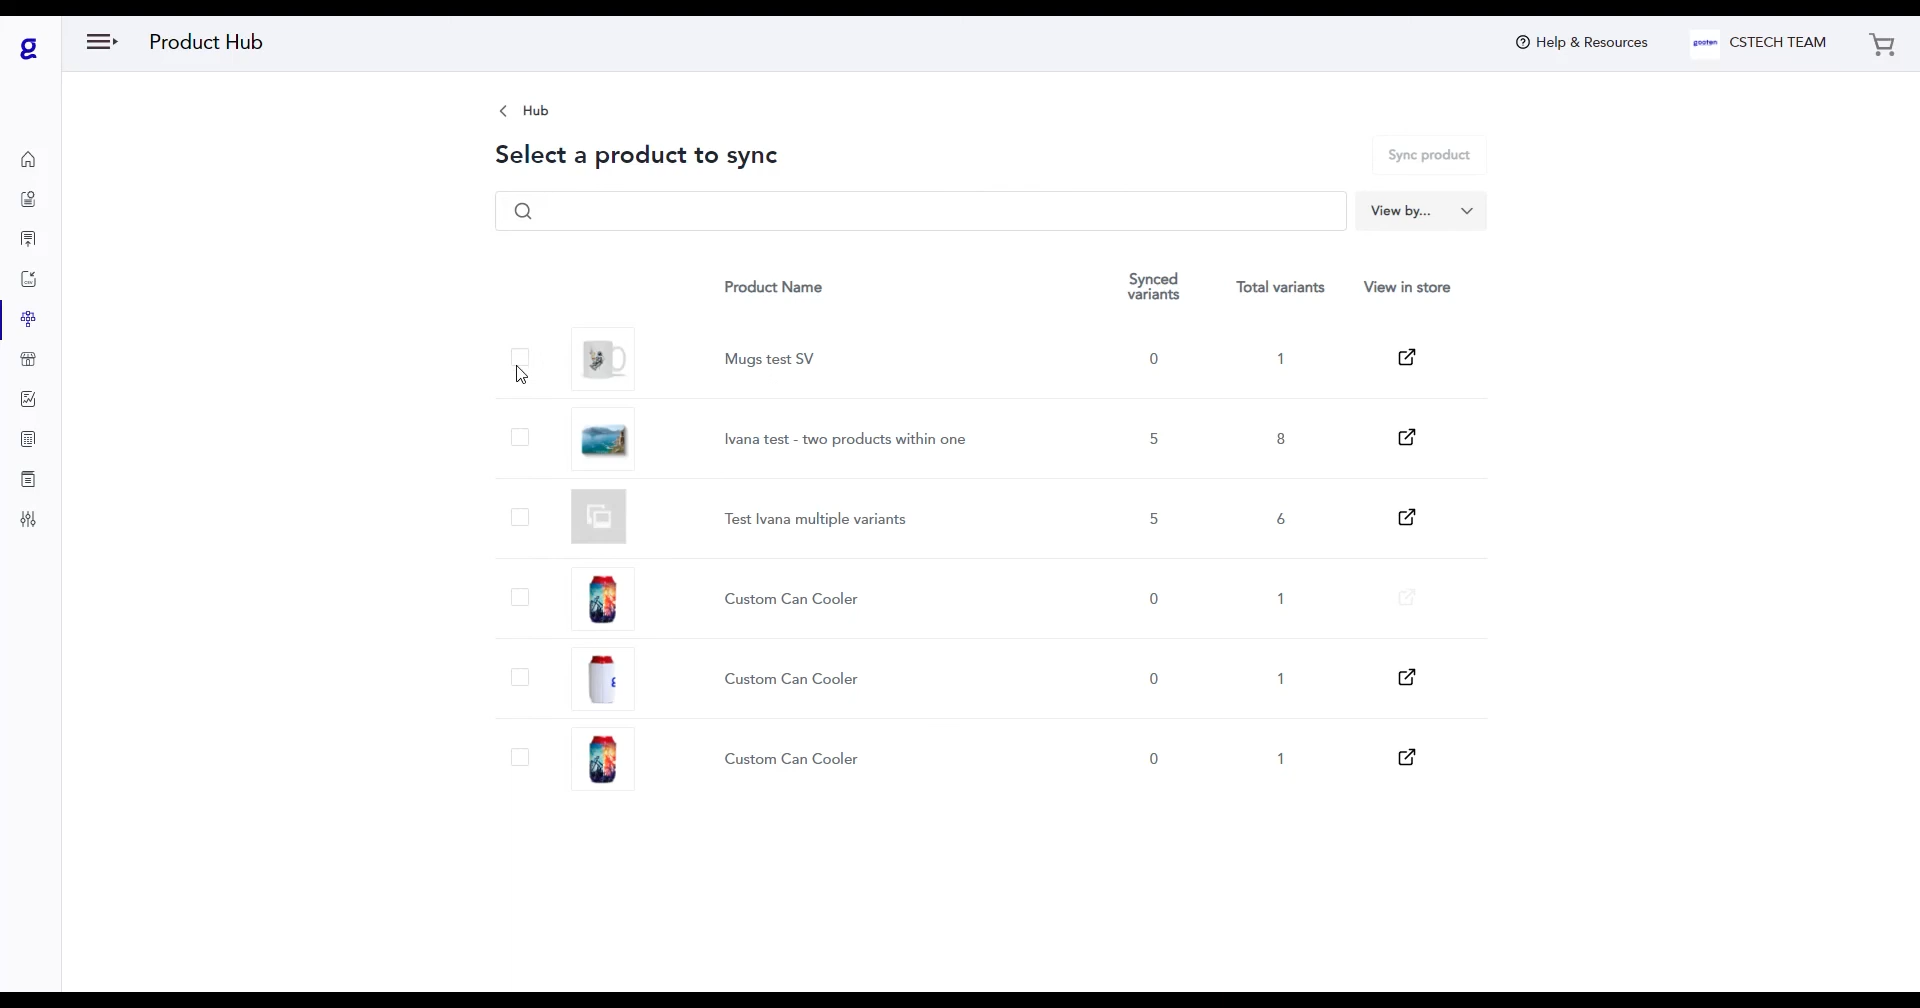 g
Product Hub
Help & Resources
gooten
CSTECH TEAM
Hub
Select a product to sync
Sync product
View by...
Product Name
Synced variants
Total variants
View in store
Mugs test SV
0
1
Ivana test - two products within one
5
8
Test Ivana multiple variants
5
6
Custom Can Cooler
0
1
g
Custom Can Cooler
0
1
Custom Can Cooler
0
1
CSV